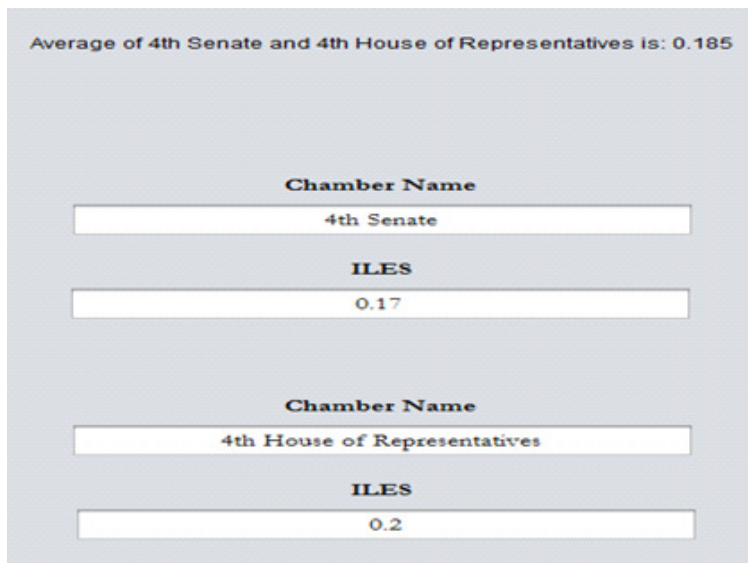 Average of 4th Senate and 4th House of Representatives is: 0.185
Chamber Name
4th Senate
ILES
0.17
Chamber Name
4th House of Representatives
ILES
0.2